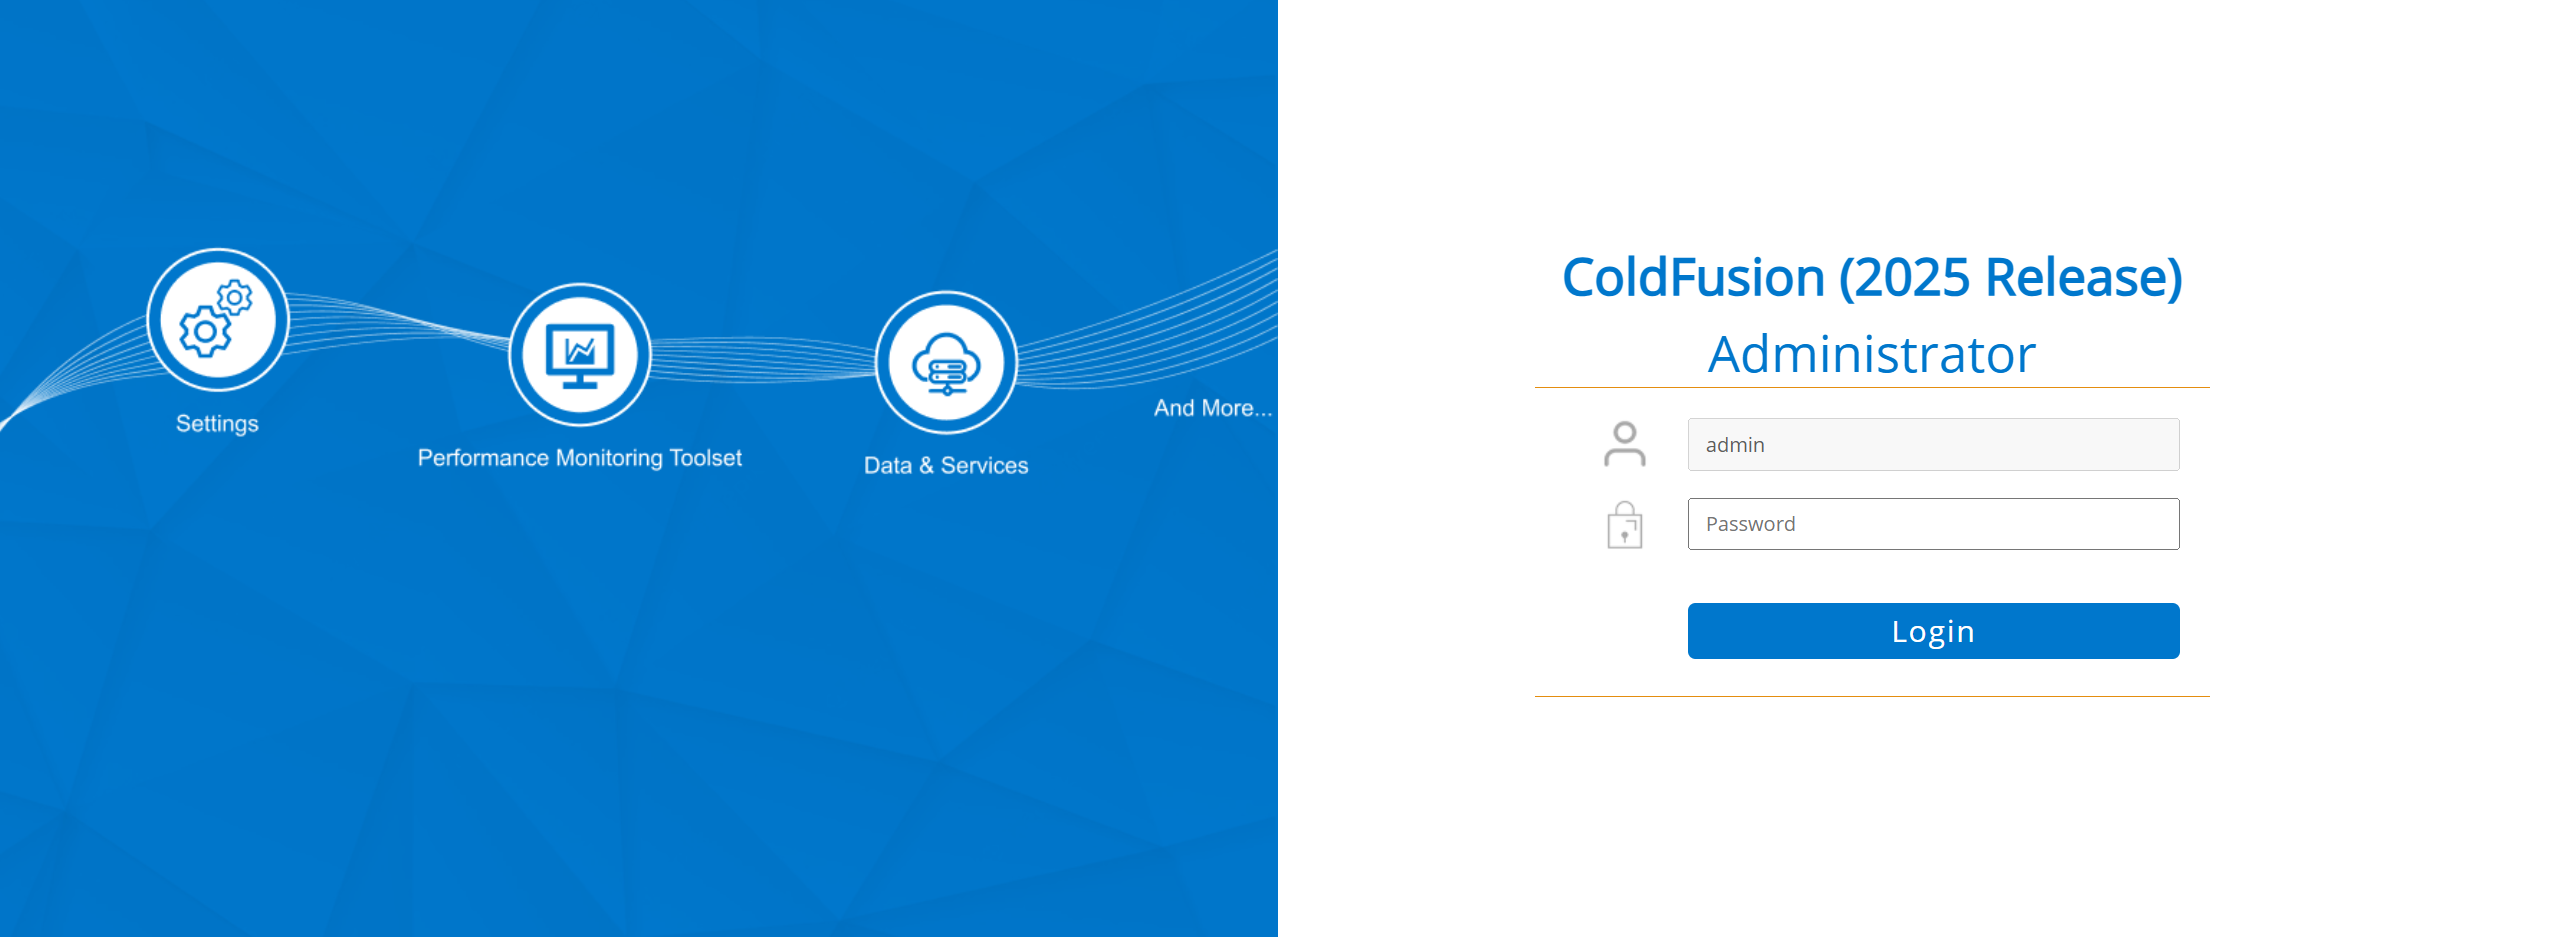 Settings
Performance Monitoring Toolset
Data & Services
And More...
ColdFusion (2025 Release)
Administrator
admin
Password
Login